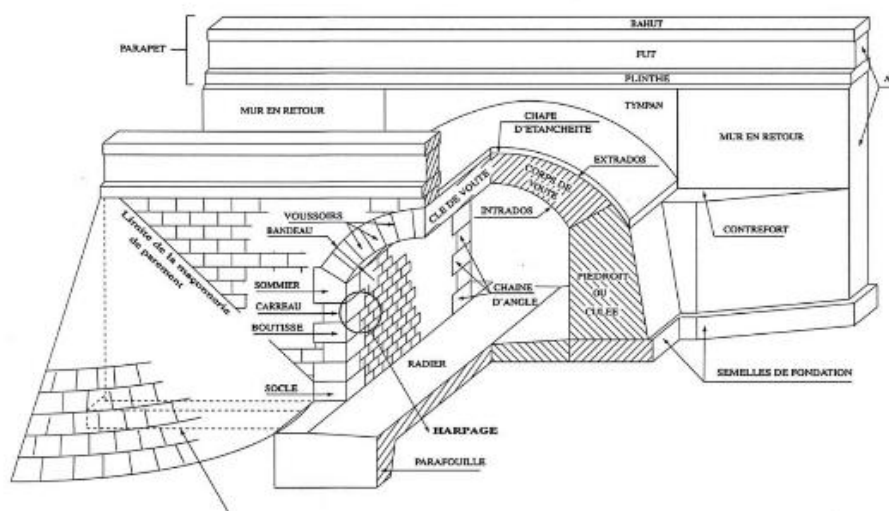 BAHUT
PARAPET
FUT
PLINTHE
A
MUR EN RETOUR
TYMPAN
CHAPE
D'ETANCHEITE
MUR EN RETOUR
EXTRADOS
CORPS DE
VOUTE
CLE DE VOUTE
VOUSSOIRS
INTRADOS
BANDEAU
CONTREFORT
Limite de la maçonnerie
de parement
SOMMIER
PIEDROIT
OU
CULEE
CHAINE
D'ANGLE
CARREAU
BOUTISSE
RADIER
SEMELLES DE FONDATION
SOCLE
HARPAGE
PARAFOUILLE